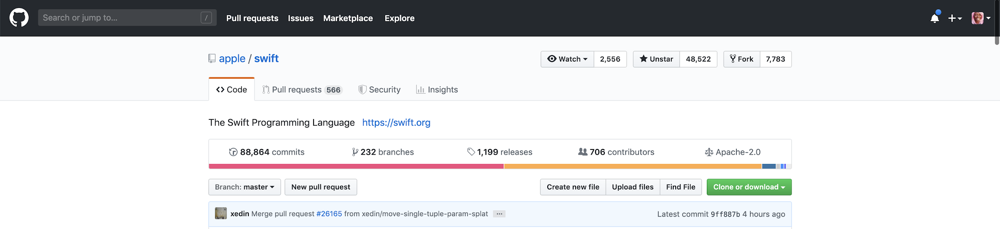 Search or jump to... / Pull requests Issues Marketplace Explore
apple / swift Watch 2,556 Unstar 48,522 Fork 7,783
Code Pull requests 566 Security Insights
The Swift Programming Language https://swift.org
88,864 commits 232 branches 1,199 releases 706 contributors Apache-2.0
Branch: master New pull request Create new file Upload files Find File Clone or download
xedin Merge pull request #26165 from xedin/move-single-tuple-param-splat ... Latest commit 9ff887b 4 hours ago